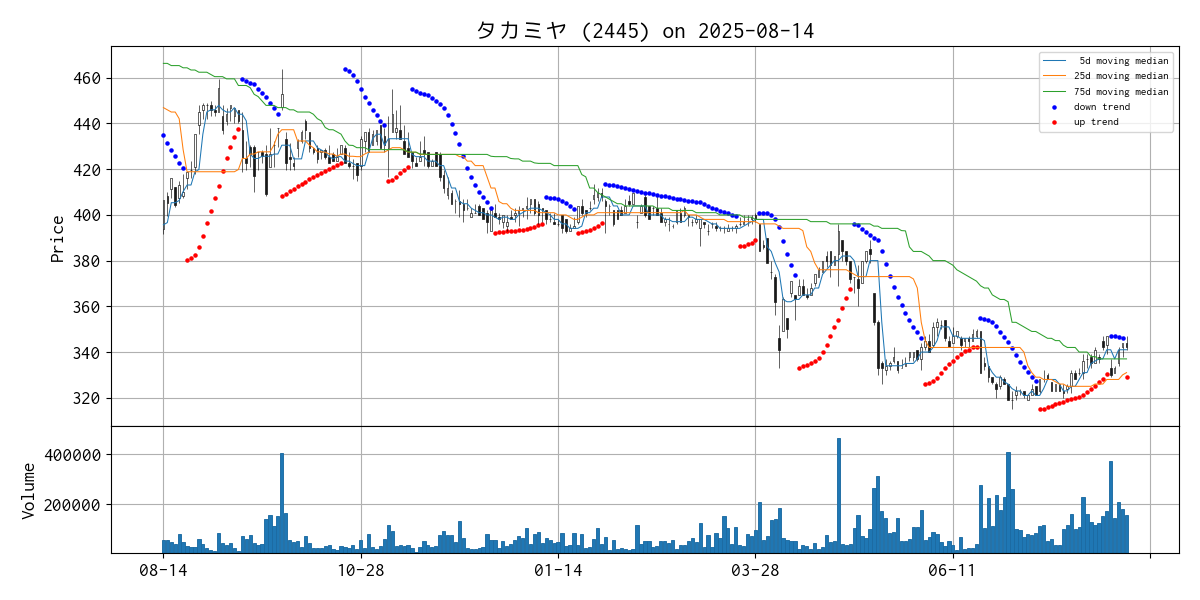 タカミヤ (2445) on 2025-08-14
Price
460
440
420
400
380
360
340
320
5d moving median
25d moving median
75d moving median
down trend
up trend
Volume
400000
200000
08-14
10-28
01-14
03-28
06-11